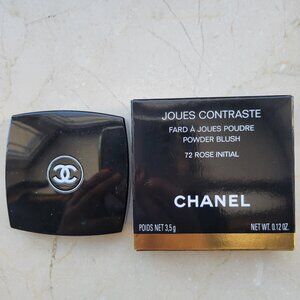 JOUES CONTRASTE
FARD À JOUES POUDRE
POWDER BLUSH
72 ROSE INITIAL
CHANEL
POIDS NET 3,5g NET WT. 0.12 OZ.